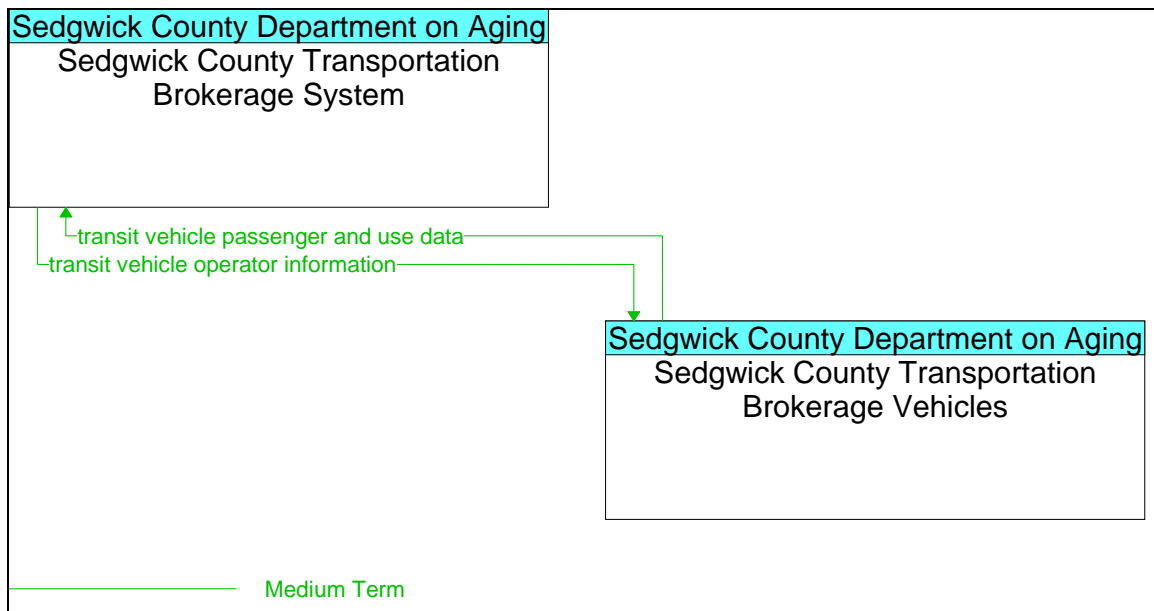 Sedgwick County Department on Aging
Sedgwick County Transportation
Brokerage System
transit vehicle passenger and use data
transit vehicle operator information
Sedgwick County Department on Aging
Sedgwick County Transportation
Brokerage Vehicles
Medium Term